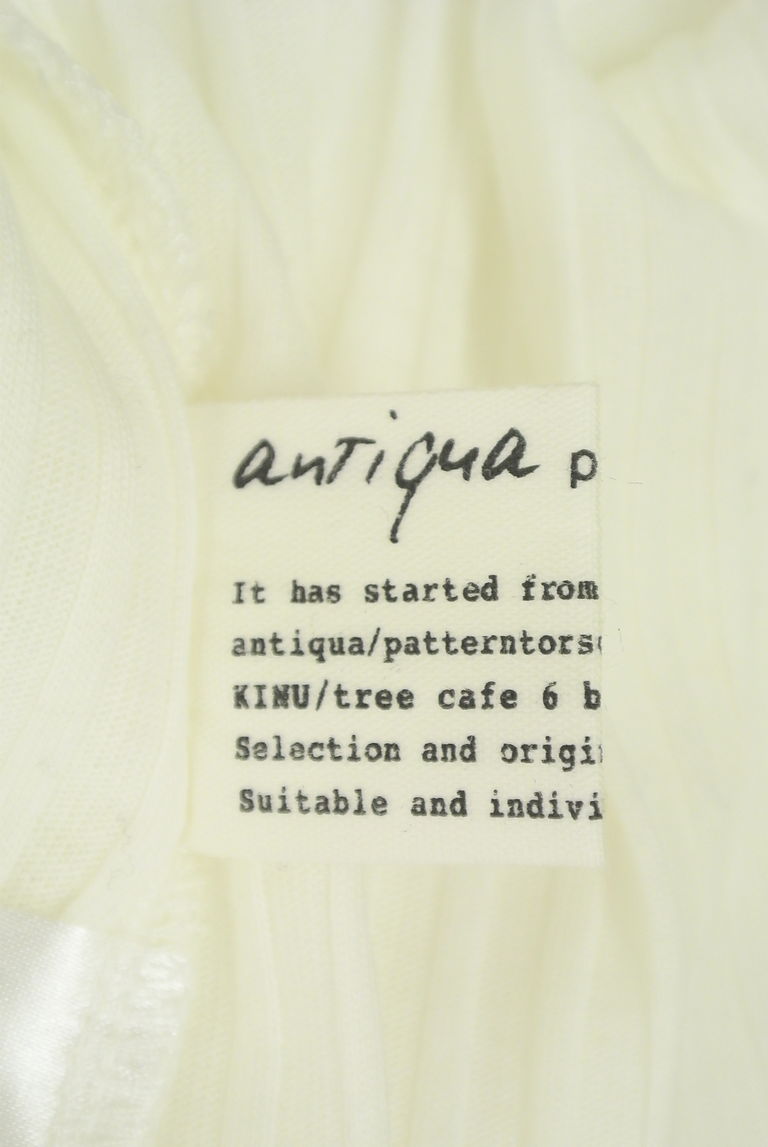 antiqua p
It has started from
antiqua/patterntors
KINU/tree cafe 6 b
Selection and origi
Suitable and indivi